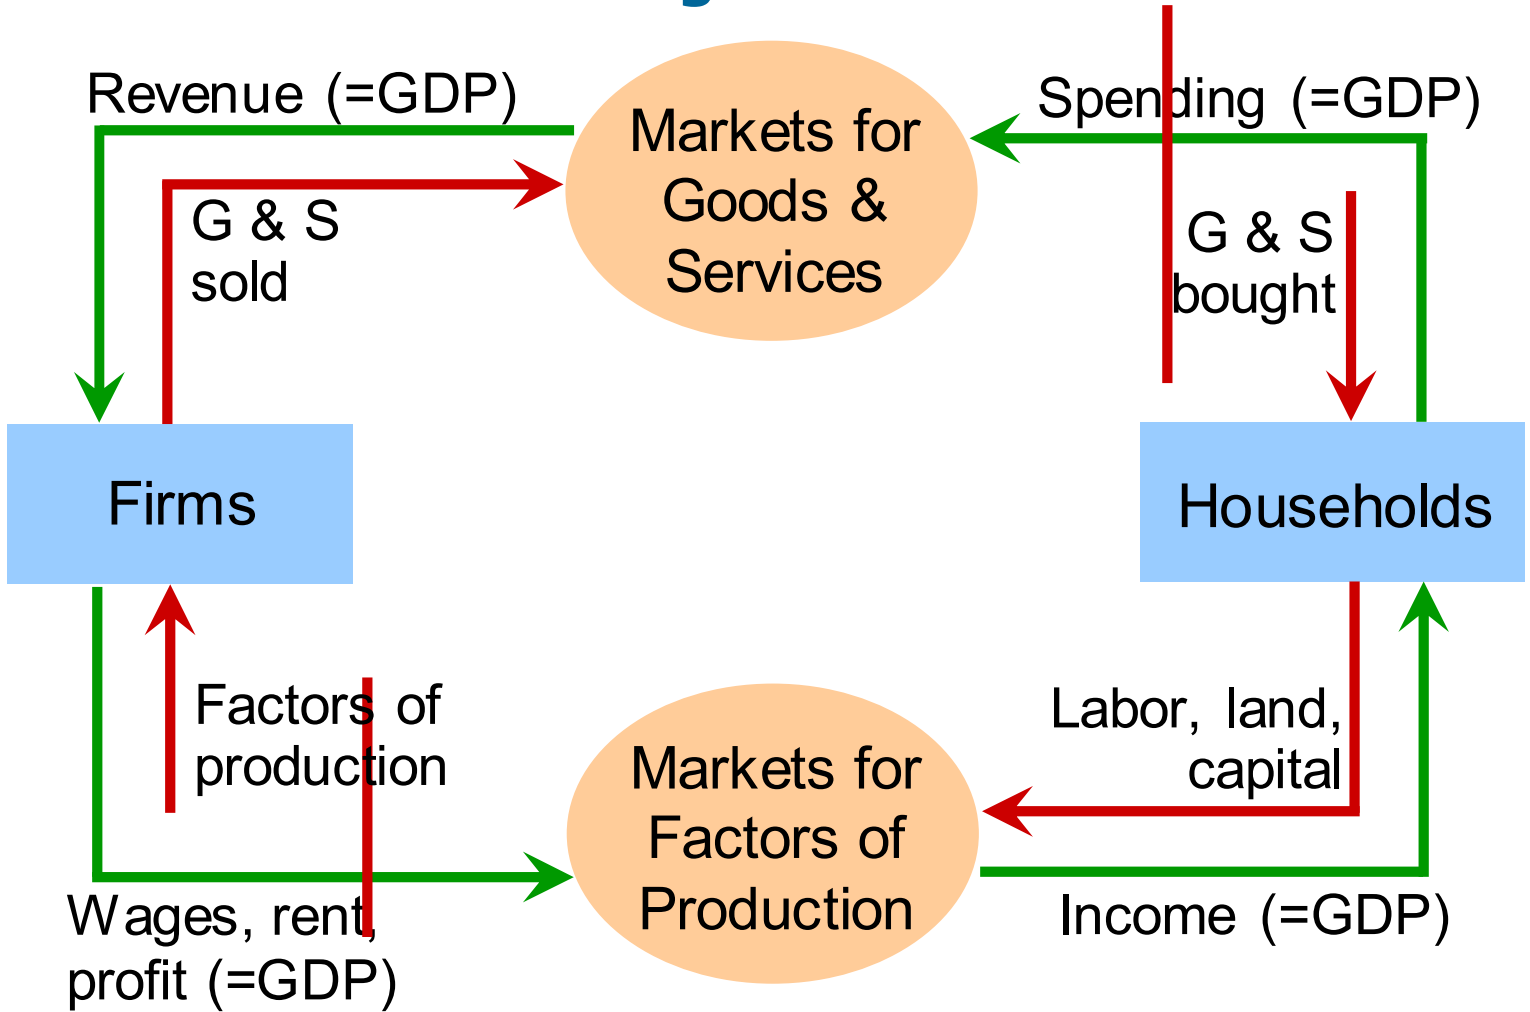 Revenue (=GDP)
Spending (=GDP)
Markets for
Goods &
Services
G & S
sold
G & S
bought
Firms
Households
Factors of
production
Labor, land,
capital
Markets for
Factors of
Production
Wages, rent,
profit (=GDP)
Income (=GDP)